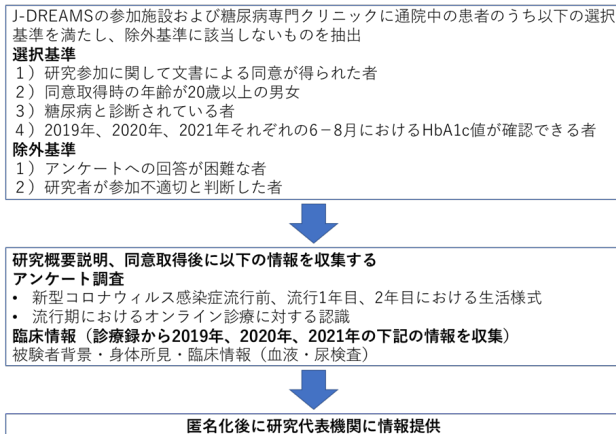 J-DREAMSの参加施設および糖尿病専門クリニックに通院中の患者のうち以下の選択
基準を満たし、除外基準に該当しないものを抽出
選択基準
1）研究参加に関して文書による同意が得られた者
2）同意取得時の年齢が20歳以上の男女
3）糖尿病と診断されている者
4）2019年、2020年、2021年それぞれの6－8月におけるHbA1c値が確認できる者
除外基準
1）アンケートへの回答が困難な者
2）研究者が参加不適切と判断した者
研究概要説明、同意取得後に以下の情報を収集する
アンケート調査
• 新型コロナウィルス感染症流行前、流行1年目、2年目における生活様式
• 流行期におけるオンライン診療に対する認識
臨床情報（診療録から2019年、2020年、2021年の下記の情報を収集）
被験者背景・身体所見・臨床情報（血液・尿検査）
匿名化後に研究代表機関に情報提供